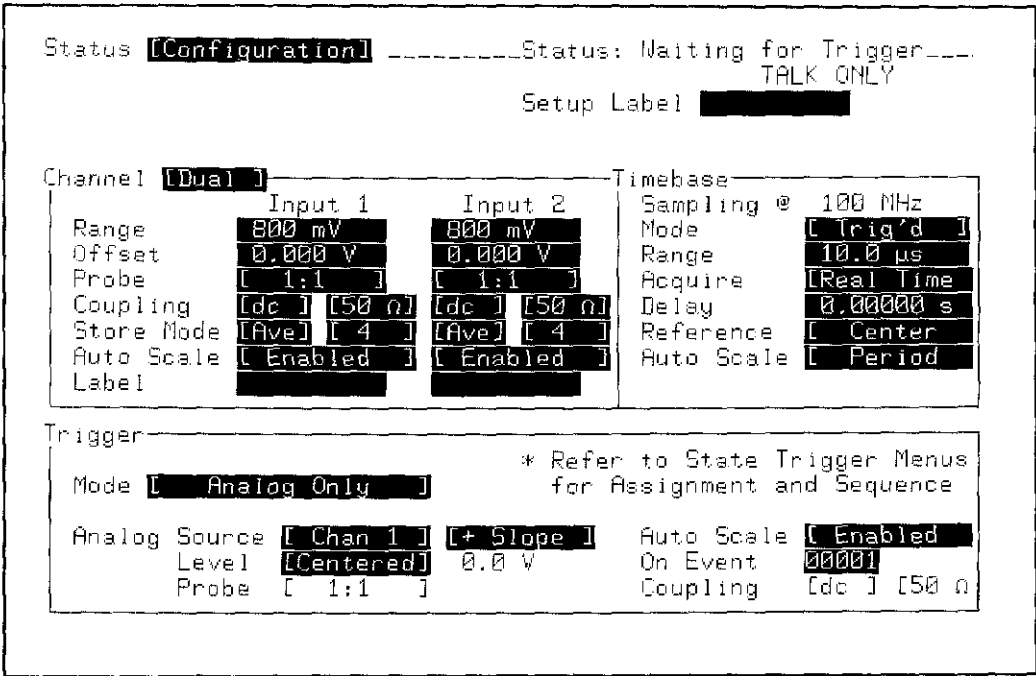 Status [Configuration] __________Status: Waiting for Trigger____
TALK ONLY
Setup Label
Channel [Dual ]
Input 1 Input 2
Range 800 mV 800 mV
Offset 0.000 V 0.000 V
Probe [ 1:1 ] [ 1:1 ]
Coupling [dc ] [50 Ω] [dc ] [50 Ω]
Store Mode [Ave] [ 4 ] [Ave] [ 4 ]
Auto Scale [ Enabled ] [ Enabled ]
Label
Timebase
Sampling @ 100 MHz
Mode [ Trig'd ]
Range 10.0 µs
Acquire [Real Time
Delay 0.00000 s
Reference [ Center
Auto Scale [ Period
Trigger
* Refer to State Trigger Menus
for Assignment and Sequence
Mode [ Analog Only ]
Analog Source [ Chan 1 ] [+ Slope ]
Level [Centered] 0.0 V
Probe [ 1:1 ]
Auto Scale [ Enabled
On Event 00001
Coupling [dc ] [50 Ω